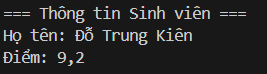 === Thông tin Sinh viên ===
Họ tên: Đỗ Trung Kiên
Điểm: 9,2